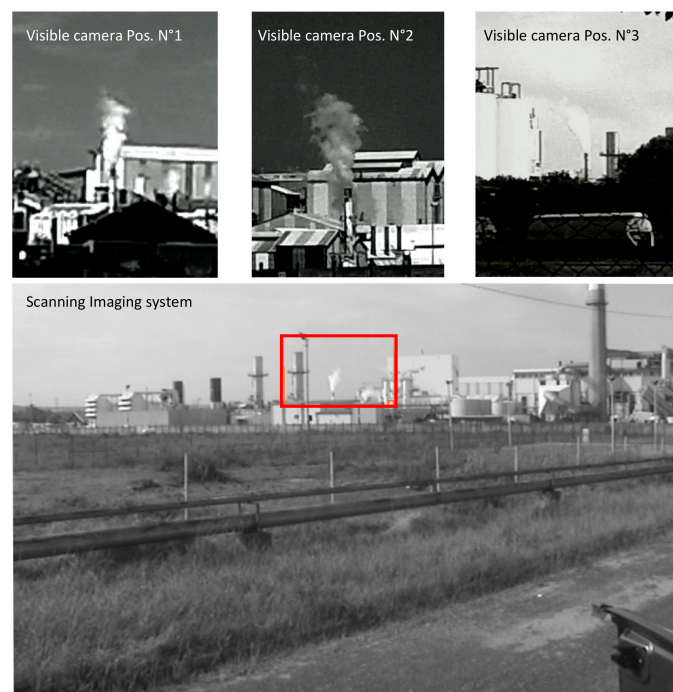 Visible camera Pos. N°1
Visible camera Pos. N°2
Visible camera Pos. N°3
Scanning Imaging system